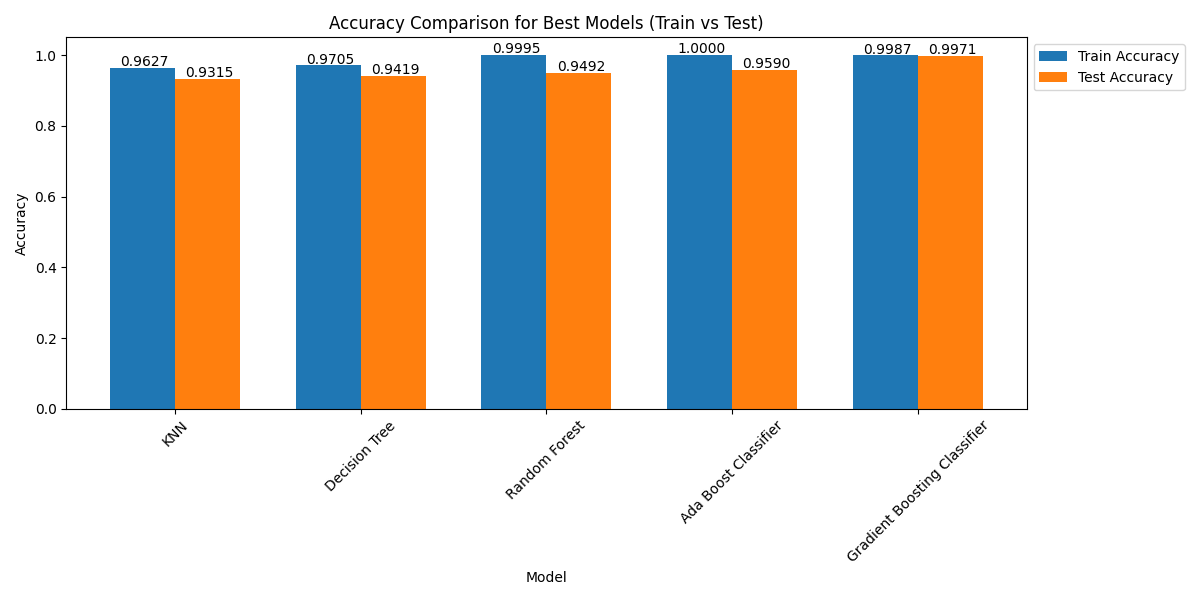 Accuracy Comparison for Best Models (Train vs Test)
Train Accuracy
Test Accuracy
0.9627
0.9315
0.9705
0.9419
0.9995
0.9492
1.0000
0.9590
0.9987
0.9971
1.0
0.8
0.6
0.4
0.2
0.0
Accuracy
KNN
Decision Tree
Random Forest
Ada Boost Classifier
Gradient Boosting Classifier
Model